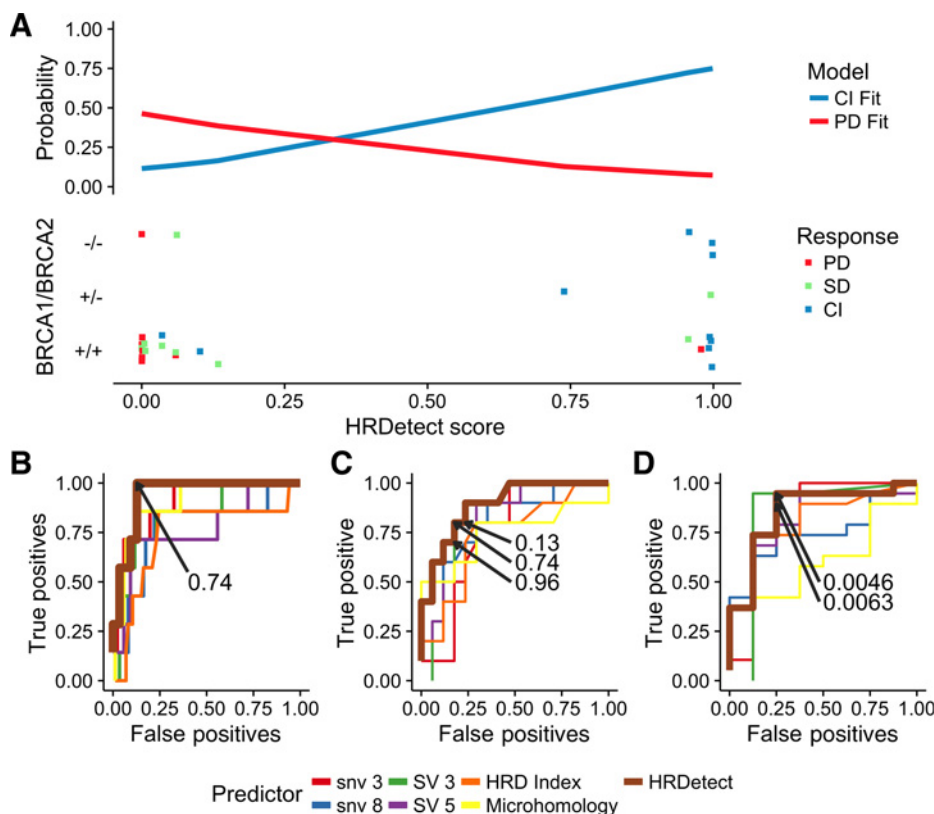 A
Probability
1.00
0.75
0.50
0.25
0.00
Model
CI Fit
PD Fit
BRCA1/BRCA2
-/-
+/-
+/+
Response
PD
SD
CI
0.00 0.25 0.50 0.75 1.00
HRDetect score
B
True positives
1.00
0.75
0.50
0.25
0.00
0.74
0.00 0.25 0.50 0.75 1.00
False positives
C
True positives
1.00
0.75
0.50
0.25
0.00
0.13
0.74
0.96
0.00 0.25 0.50 0.75 1.00
False positives
D
True positives
1.00
0.75
0.50
0.25
0.00
0.0046
0.0063
0.00 0.25 0.50 0.75 1.00
False positives
Predictor
snv 3 SV 3 HRD Index HRDetect
snv 8 SV 5 Microhomology